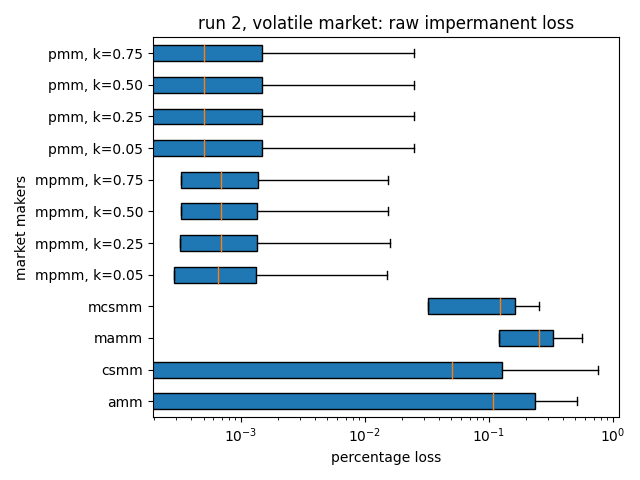 run 2, volatile market: raw impermanent loss
market makers
pmm, k=0.75
pmm, k=0.50
pmm, k=0.25
pmm, k=0.05
mpmm, k=0.75
mpmm, k=0.50
mpmm, k=0.25
mpmm, k=0.05
mcsmm
mamm
csmm
amm
10⁻³ 10⁻² 10⁻¹ 10⁰
percentage loss